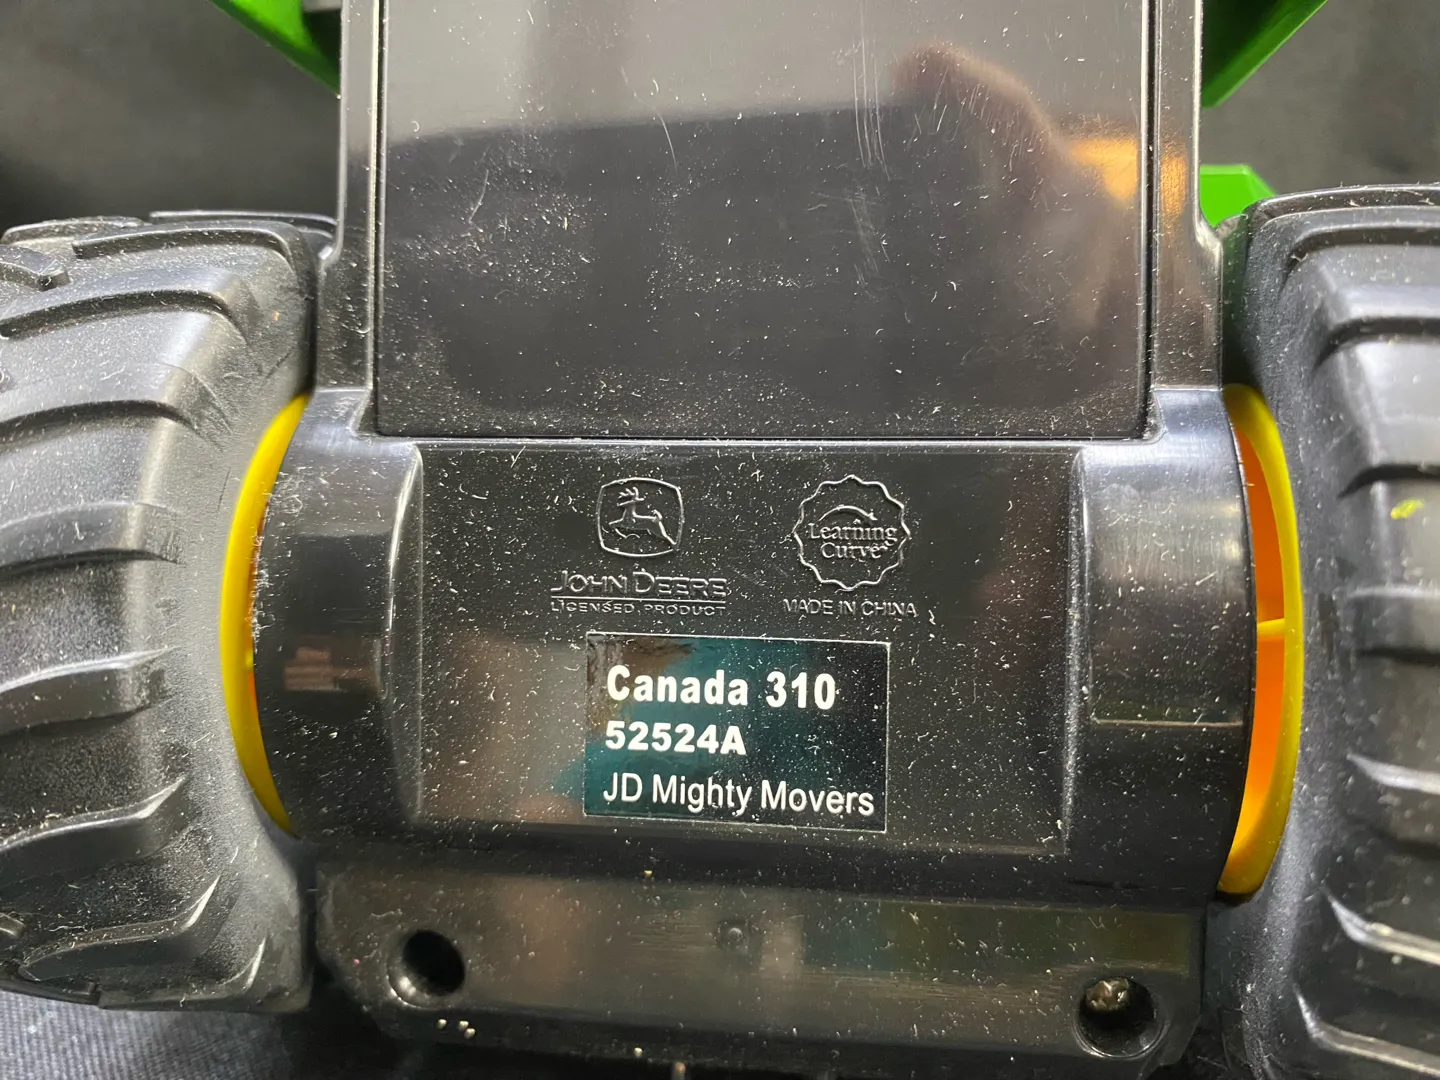 JOHN DEERE
LICENSED PRODUCT
Learning
Curve
MADE IN CHINA
Canada 310
52524A
JD Mighty Movers